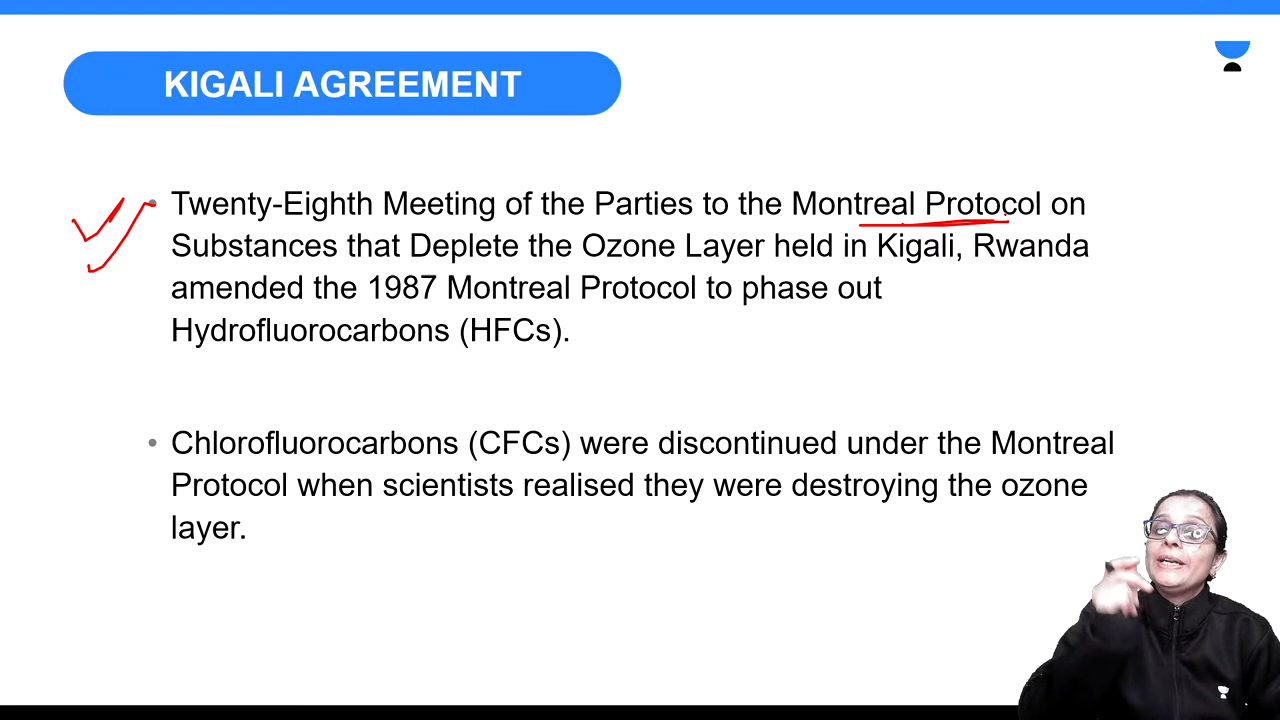 KIGALI AGREEMENT
• Twenty-Eighth Meeting of the Parties to the Montreal Protocol on
Substances that Deplete the Ozone Layer held in Kigali, Rwanda
amended the 1987 Montreal Protocol to phase out
Hydrofluorocarbons (HFCs).
• Chlorofluorocarbons (CFCs) were discontinued under the Montreal
Protocol when scientists realised they were destroying the ozone
layer.